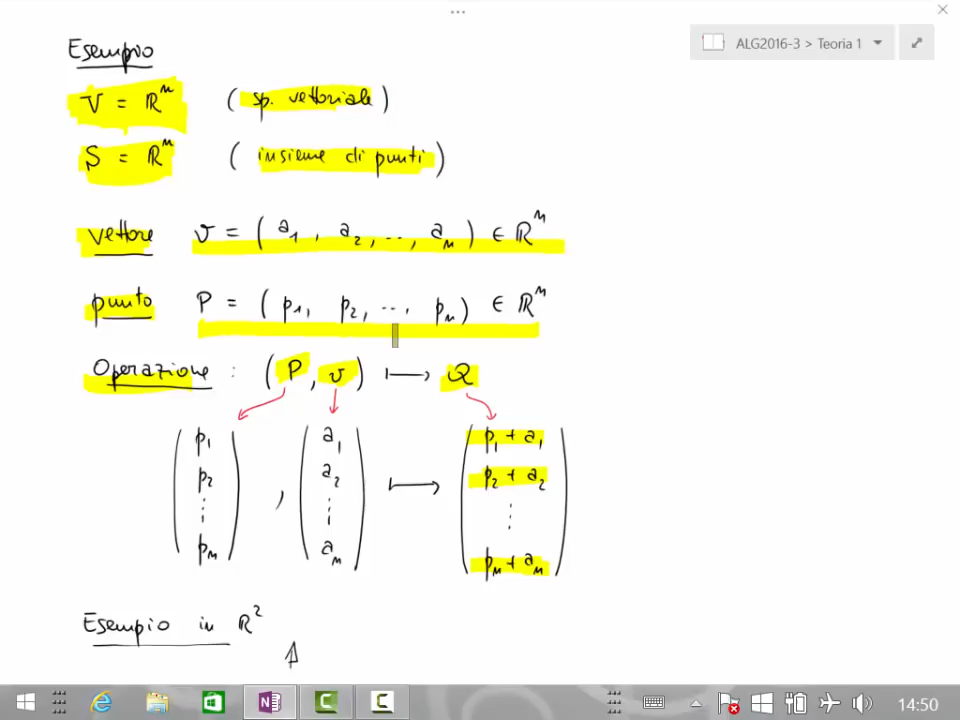 ...
ALG2016-3 > Teoria 1
Esempio
V = ℝⁿ (sp. vettoriale)
S = ℝⁿ (insieme di punti)
vettore v = (a₁, a₂, .., aₙ) ∈ ℝⁿ
punto P = (p₁, p₂, .., pₙ) ∈ ℝⁿ
Operazione : (P, v) ⟼ Q
p₁ a₁ p₁ + a₁
p₂ a₂ p₂ + a₂
⋮ , ⋮ ⟼ ⋮
pₙ aₙ pₙ + aₙ
Esempio in ℝ²
14:50